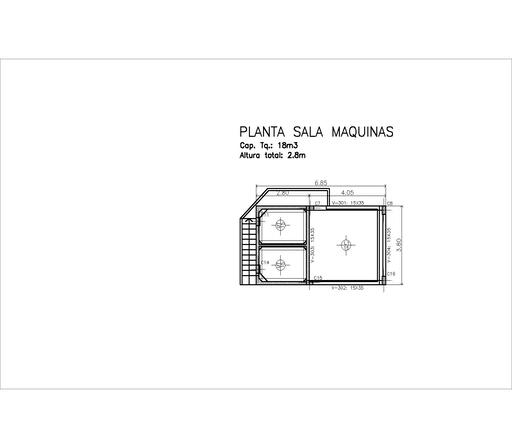 PLANTA SALA MAQUINAS
Cap. Tq.: 18m3
Altura total: 2.8m
6.85
2.80
4.05
C7
V-301: 15X35
C8
V-303: 15X35
V-304: 15X35
3.80
C14
C15
C16
V-302: 15X35